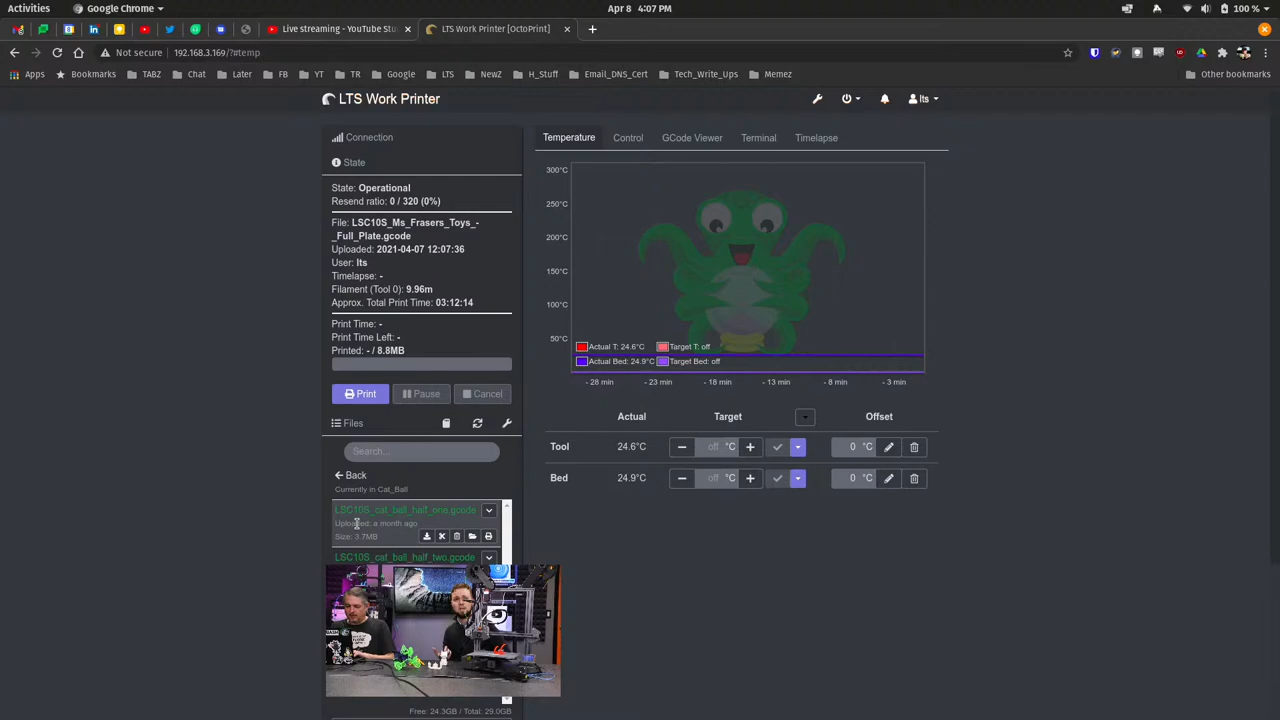 Activities
Google Chrome
Apr 8 4:07 PM
100 %
Live streaming - YouTube Stu
LTS Work Printer [OctoPrint]
Not secure
192.168.3.169/?#temp
Apps
Bookmarks
TABZ
Chat
Later
FB
YT
TR
Google
LTS
NewZ
H_Stuff
Email_DNS_Cert
Tech_Write_Ups
Memez
Other bookmarks
LTS Work Printer
lts
Connection
State
State: Operational
Resend ratio: 0 / 320 (0%)
File: LSC10S_Ms_Frasers_Toys_-
_Full_Plate.gcode
Uploaded: 2021-04-07 12:07:36
User: lts
Timelapse: -
Filament (Tool 0): 9.96m
Approx. Total Print Time: 03:12:14
Print Time: -
Print Time Left: -
Printed: - / 8.8MB
Print
Pause
Cancel
Files
Search...
Back
Currently in Cat_Ball
LSC10S_cat_ball_half_one.gcode
Uploaded: a month ago
Size: 3.7MB
LSC10S_cat_ball_half_two.gcode
Free: 24.3GB / Total: 29.0GB
Temperature
Control
GCode Viewer
Terminal
Timelapse
300°C
250°C
200°C
150°C
100°C
50°C
Actual T: 24.6°C
Target T: off
Actual Bed: 24.9°C
Target Bed: off
- 28 min
- 23 min
- 18 min
- 13 min
- 8 min
- 3 min
Actual
Target
Offset
Tool
24.6°C
off °C
0 °C
Bed
24.9°C
off °C
0 °C